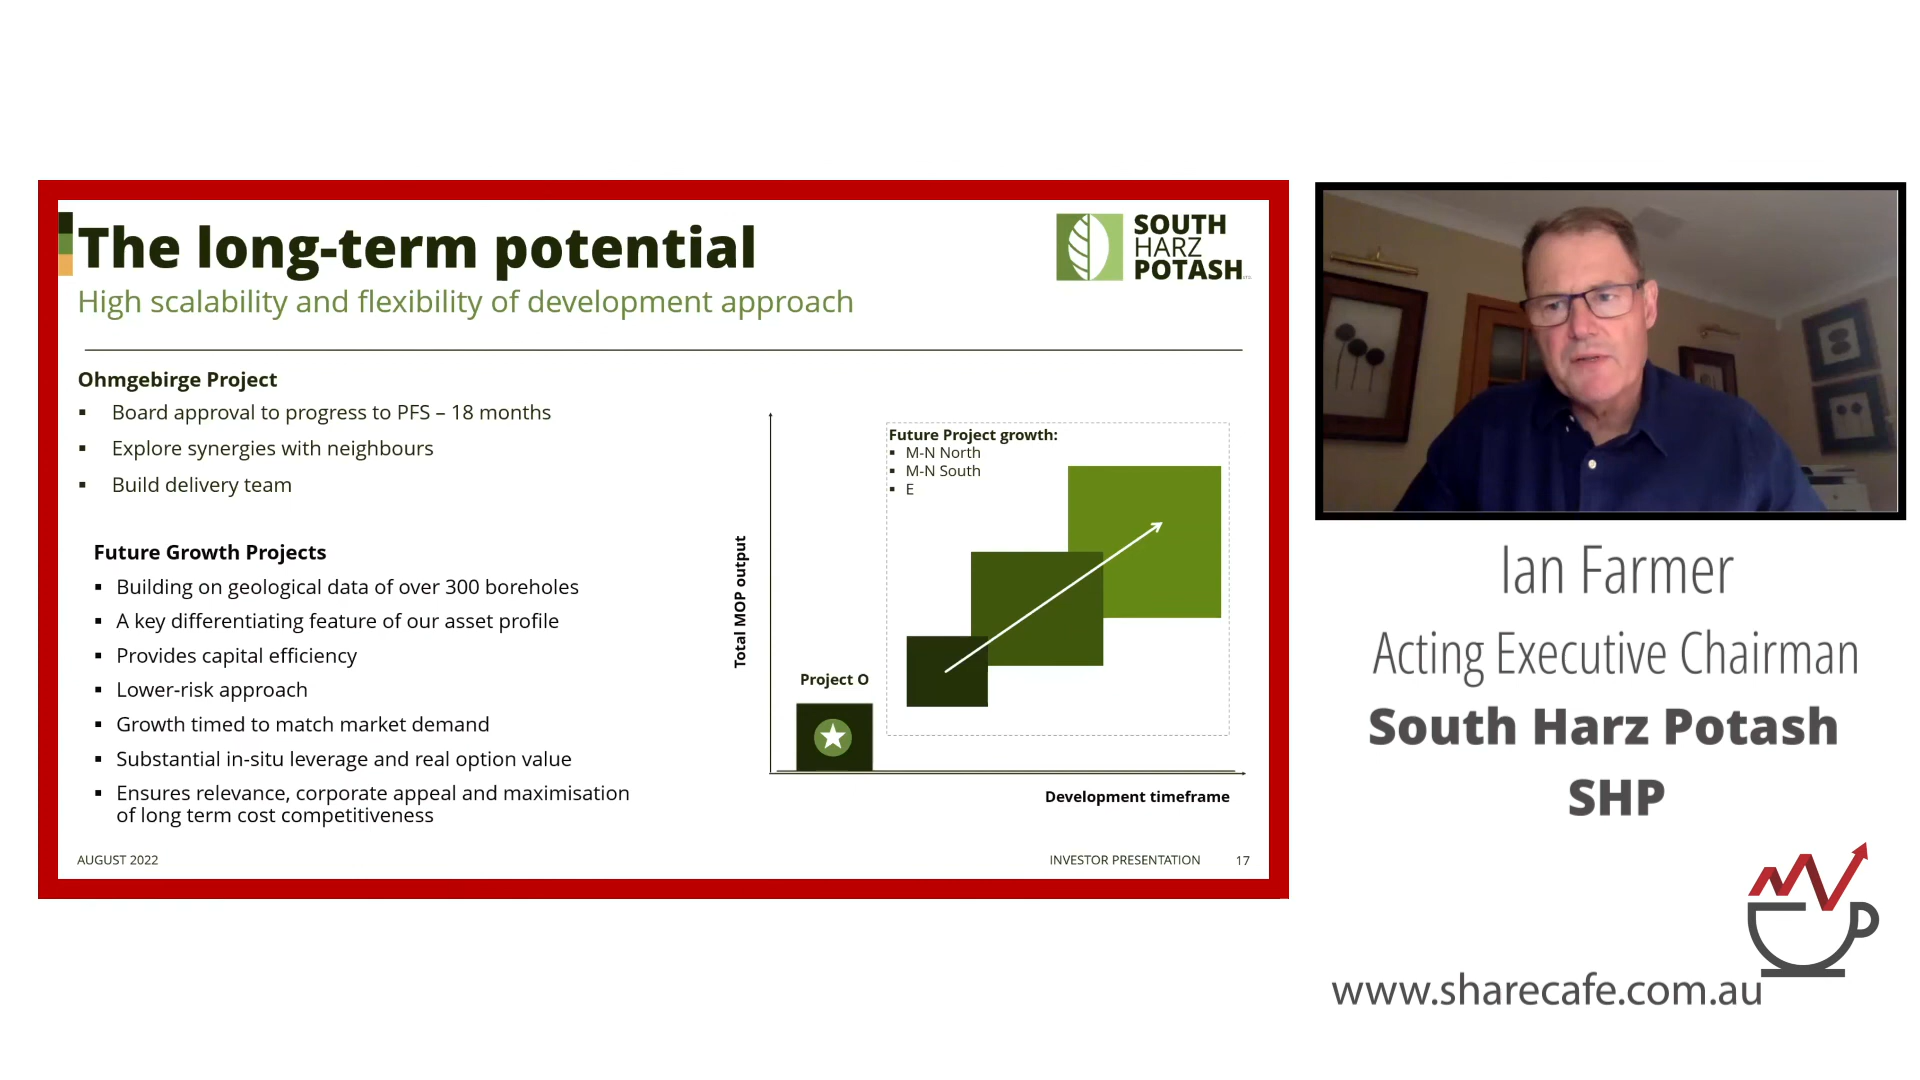 The long-term potential
High scalability and flexibility of development approach
SOUTH
HARZ
POTASH
Ohmgebirge Project
▪ Board approval to progress to PFS – 18 months
▪ Explore synergies with neighbours
▪ Build delivery team
Future Growth Projects
▪ Building on geological data of over 300 boreholes
▪ A key differentiating feature of our asset profile
▪ Provides capital efficiency
▪ Lower-risk approach
▪ Growth timed to match market demand
▪ Substantial in-situ leverage and real option value
▪ Ensures relevance, corporate appeal and maximisation
of long term cost competitiveness
Total MOP output
Future Project growth:
▪ M-N North
▪ M-N South
▪ E
Project O
Development timeframe
AUGUST 2022
INVESTOR PRESENTATION 17
Ian Farmer
Acting Executive Chairman
South Harz Potash
SHP
www.sharecafe.com.au